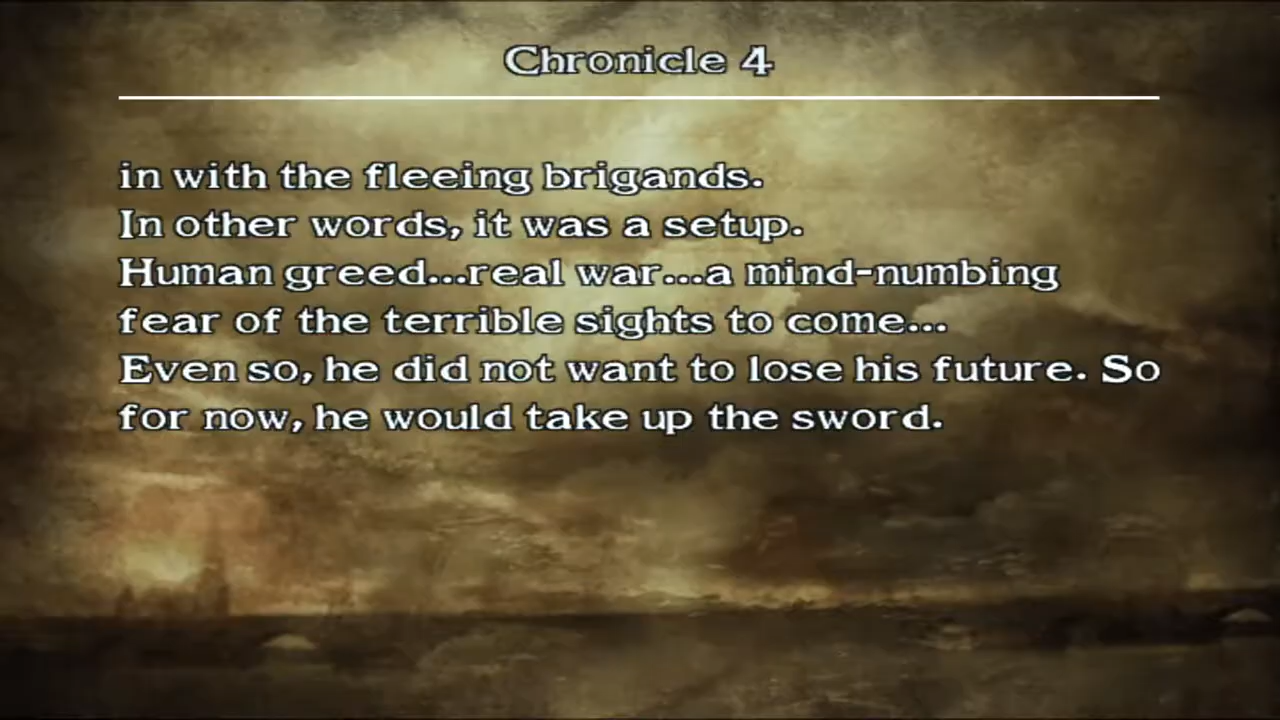 Chronicle 4
in with the fleeing brigands.
In other words, it was a setup.
Human greed...real war...a mind-numbing
fear of the terrible sights to come...
Even so, he did not want to lose his future. So
for now, he would take up the sword.